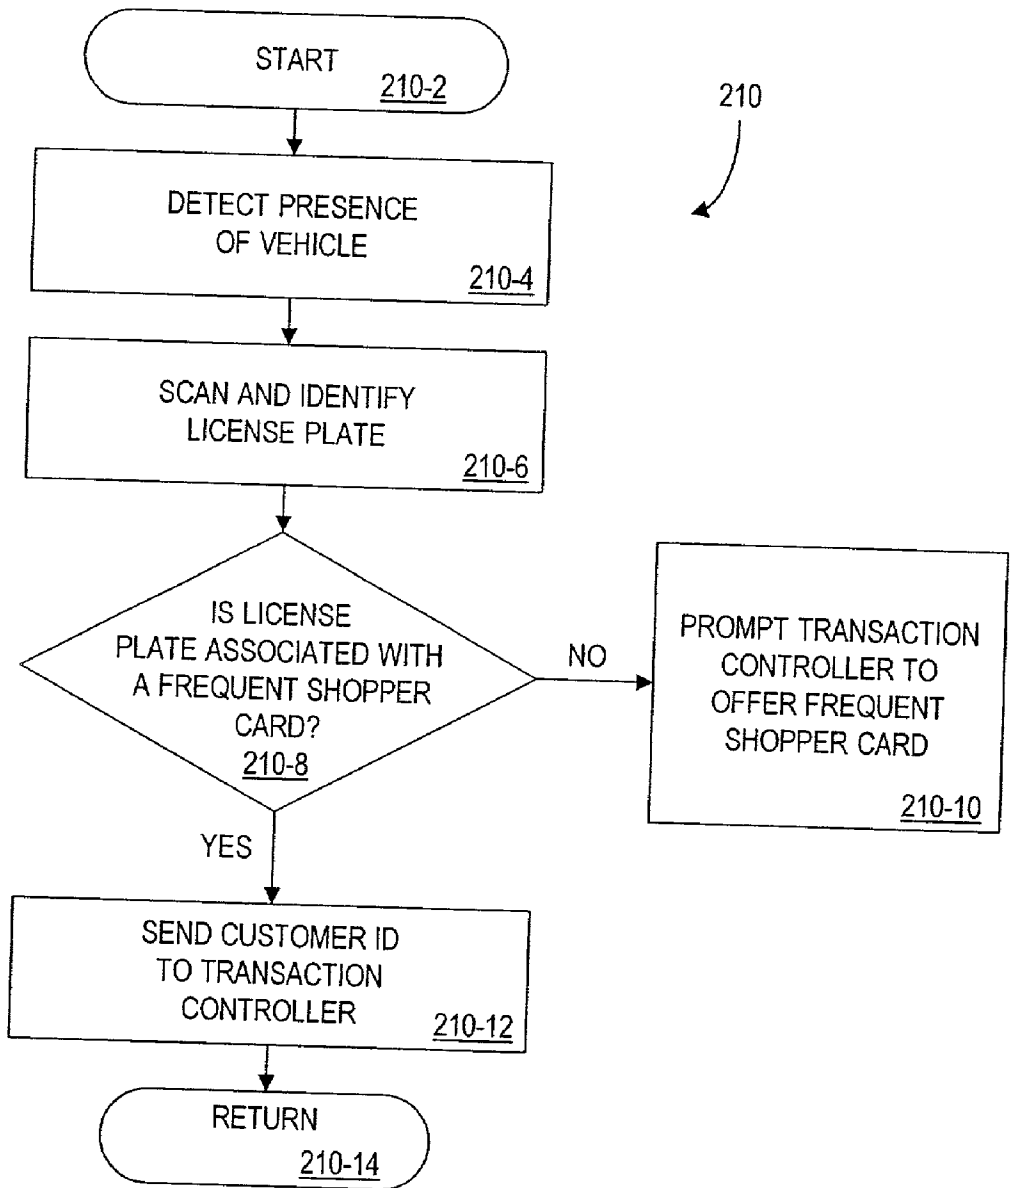 START
210-2
210
DETECT PRESENCE
OF VEHICLE
210-4
SCAN AND IDENTIFY
LICENSE PLATE
210-6
IS LICENSE
PLATE ASSOCIATED WITH
A FREQUENT SHOPPER
CARD?
210-8
NO
PROMPT TRANSACTION
CONTROLLER TO
OFFER FREQUENT
SHOPPER CARD
210-10
YES
SEND CUSTOMER ID
TO TRANSACTION
CONTROLLER
210-12
RETURN
210-14